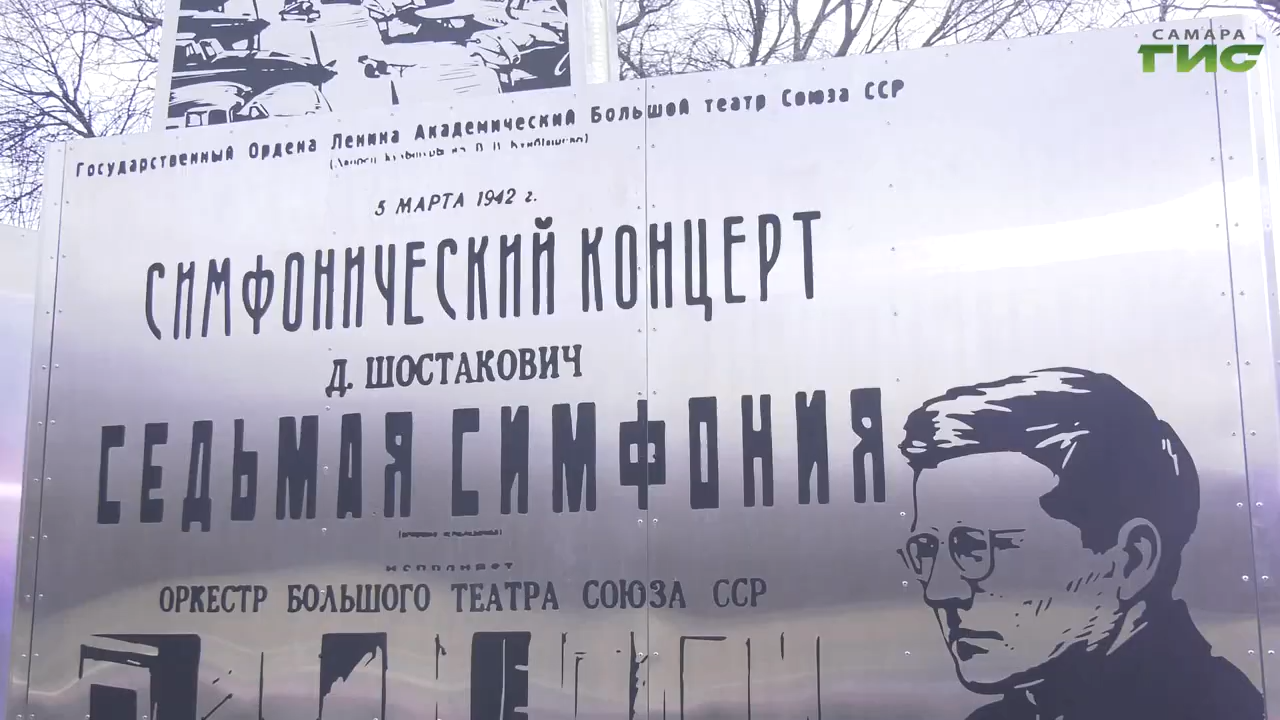 САМАРА
ГИС
Государственный Ордена Ленина Академический Большой театр Союза ССР
5 МАРТА 1942 г.
СИМФОНИЧЕСКИЙ КОНЦЕРТ
Д. ШОСТАКОВИЧ
СЕДЬМАЯ СИМФОНИЯ
исполняет
ОРКЕСТР БОЛЬШОГО ТЕАТРА СОЮЗА ССР